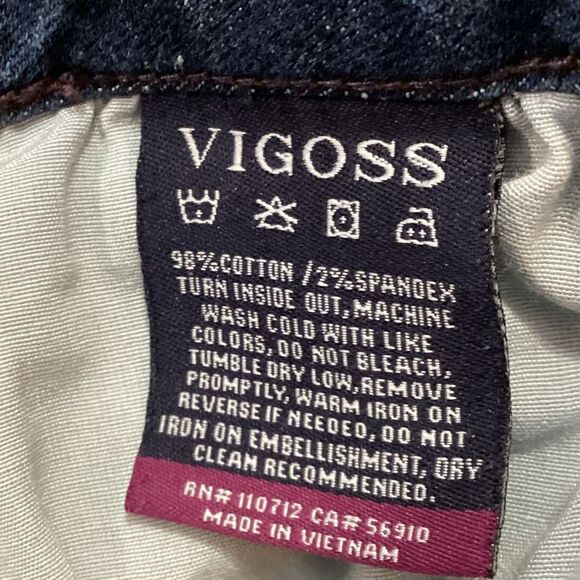 VIGOSS
98%COTTON /2%SPANDEX
TURN INSIDE OUT, MACHINE
WASH COLD WITH LIKE
COLORS, DO NOT BLEACH,
TUMBLE DRY LOW, REMOVE
PROMPTLY, WARM IRON ON
REVERSE IF NEEDED, DO NOT
IRON ON EMBELLISHMENT, DRY
CLEAN RECOMMENDED.
RN# 110712 CA# 56910
MADE IN VIETNAM